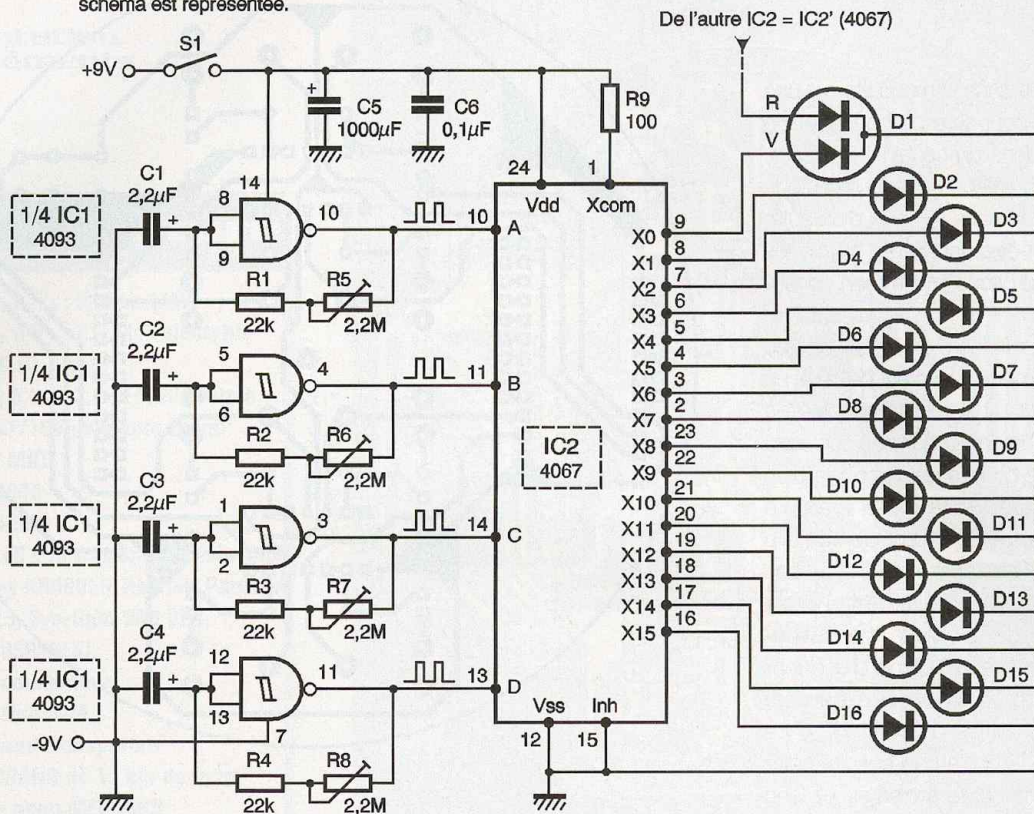 schéma est représentée.
De l'autre IC2 = IC2' (4067)
S1
+9V
C5
1000µF
C6
0,1µF
R9
100
R
V
D1
C1
2,2µF
14
24
1
Vdd
Xcom
D2
1/4 IC1
4093
8
9
10
10
A
X0
9
D3
X1
8
R1
22k
R5
2,2M
X2
7
D4
X3
6
D5
C2
2,2µF
X4
5
D6
1/4 IC1
4093
5
6
4
11
B
X5
4
D7
X6
3
D8
X7
2
R2
22k
R6
2,2M
IC2
4067
X8
23
D9
X9
22
D10
C3
2,2µF
X10
21
D11
1/4 IC1
4093
1
2
3
14
C
X11
20
X12
19
D12
R3
22k
R7
2,2M
X13
18
D13
X14
17
X15
16
D14
C4
2,2µF
1/4 IC1
4093
12
13
11
13
D
D15
Vss
Inh
D16
-9V
7
12
15
R4
22k
R8
2,2M